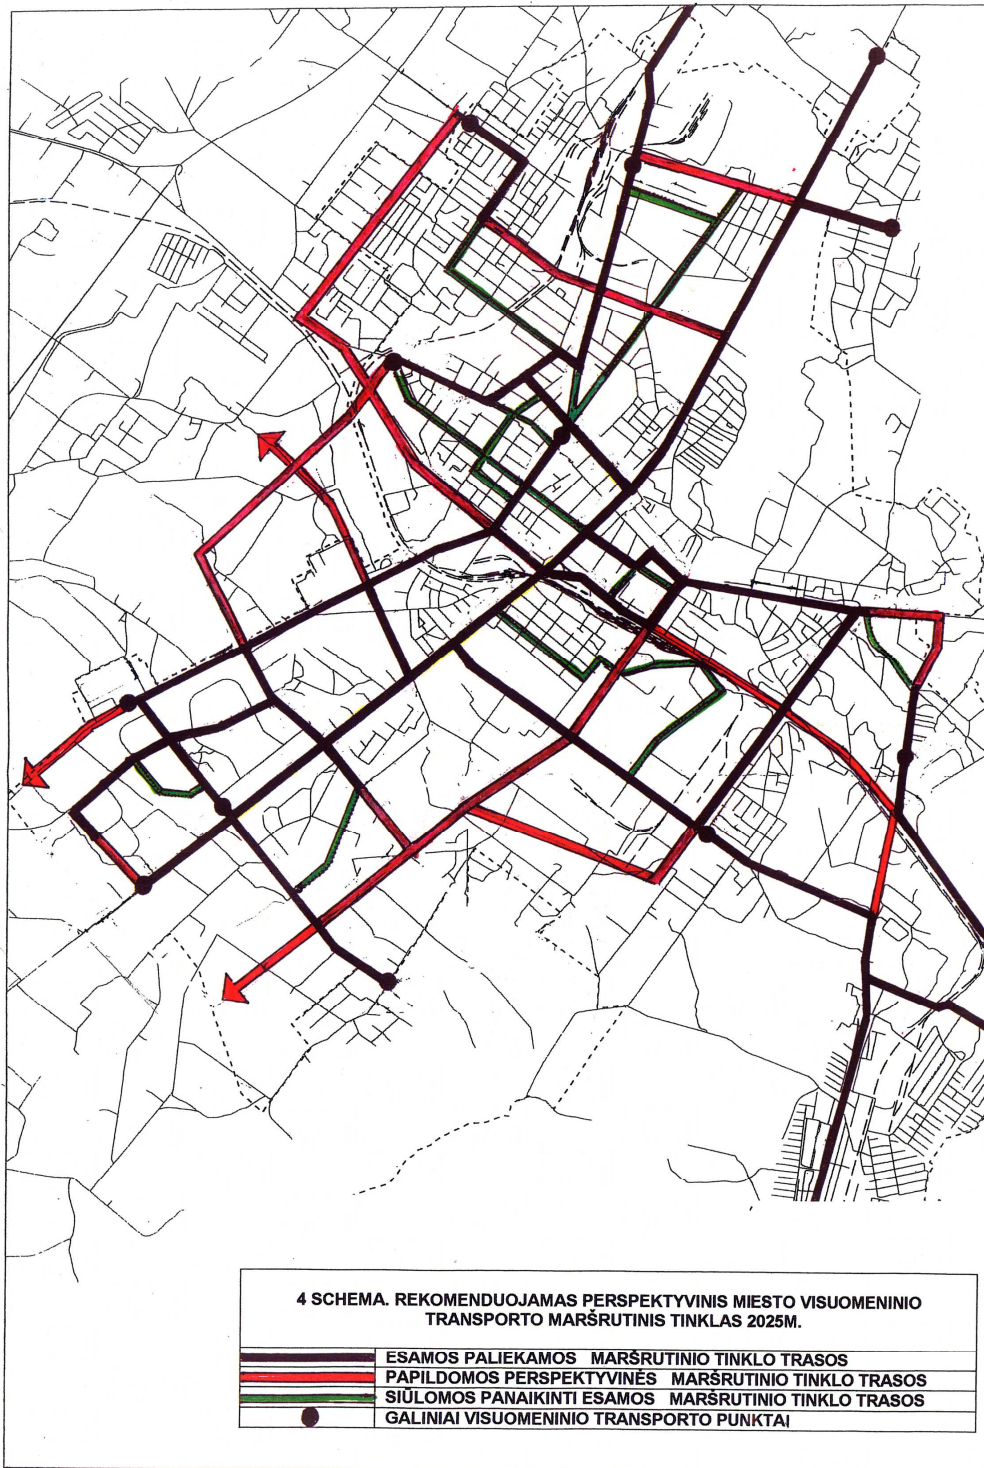 4 SCHEMA. REKOMENDUOJAMAS PERSPEKTYVINIS MIESTO VISUOMENINIO
TRANSPORTO MARŠRUTINIS TINKLAS 2025M.
ESAMOS PALIEKAMOS MARŠRUTINIO TINKLO TRASOS
PAPILDOMOS PERSPEKTYVINĖS MARŠRUTINIO TINKLO TRASOS
SIŪLOMOS PANAIKINTI ESAMOS MARŠRUTINIO TINKLO TRASOS
GALINIAI VISUOMENINIO TRANSPORTO PUNKTAI